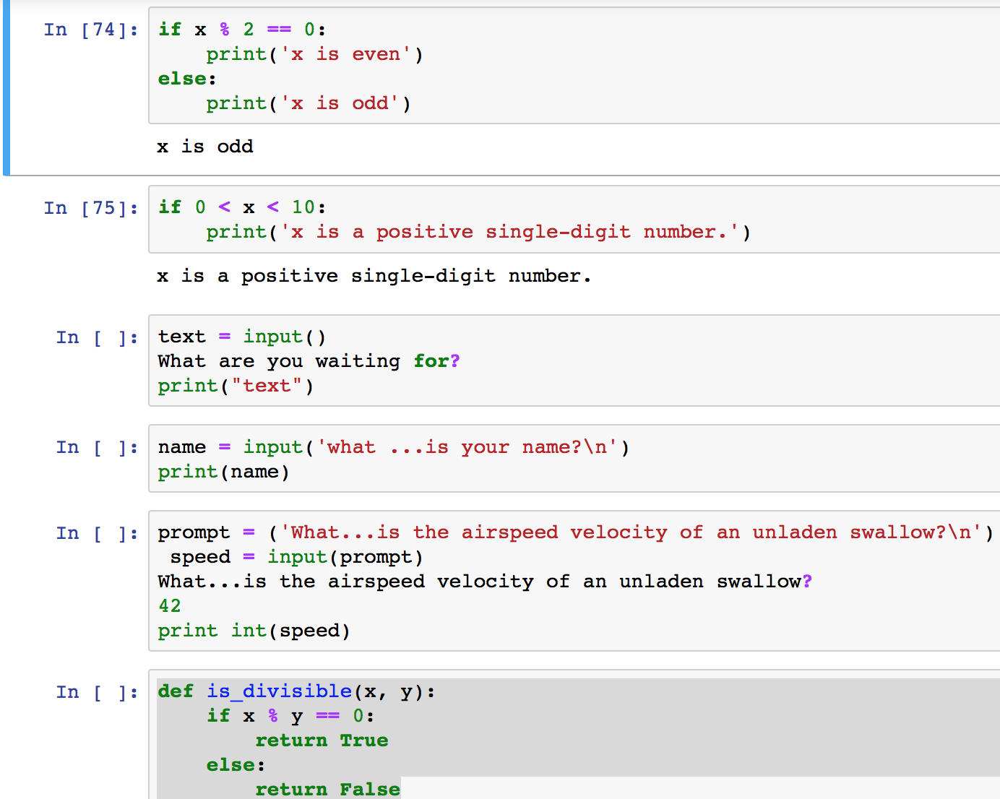 In [74]: if x % 2 == 0:
    print('x is even')
else:
    print('x is odd')
x is odd
In [75]: if 0 < x < 10:
    print('x is a positive single-digit number.')
x is a positive single-digit number.
In [ ]: text = input()
What are you waiting for?
print("text")
In [ ]: name = input('what ...is your name?\n')
print(name)
In [ ]: prompt = ('What...is the airspeed velocity of an unladen swallow?\n')
 speed = input(prompt)
What...is the airspeed velocity of an unladen swallow?
42
print int(speed)
In [ ]: def is_divisible(x, y):
    if x % y == 0:
        return True
    else:
        return False